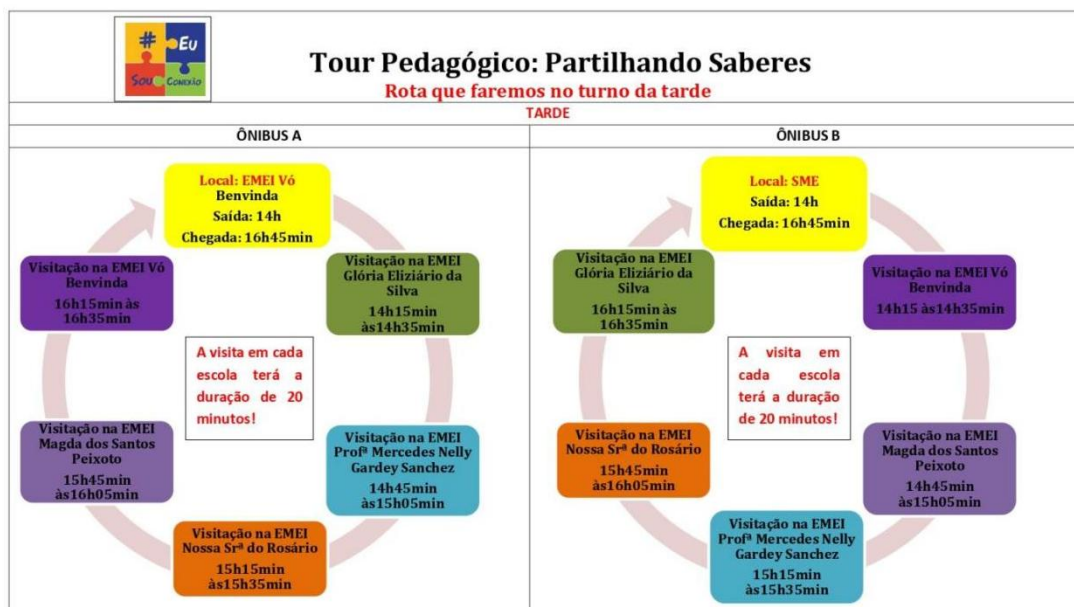 # Eu
Sou Conexão
Tour Pedagógico: Partilhando Saberes
Rota que faremos no turno da tarde
TARDE
ÔNIBUS A
Local: EMEI Vó
Benvinda
Saída: 14h
Chegada: 16h45min
Visitação na EMEI
Glória Eliziário da
Silva
14h15min
às14h35min
Visitação na EMEI
Profª Mercedes Nelly
Gardey Sanchez
14h45min
às15h05min
Visitação na EMEI
Nossa Srª do Rosário
15h15min
às15h35min
Visitação na EMEI
Magda dos Santos
Peixoto
15h45min
às16h05min
Visitação na EMEI Vó
Benvinda
16h15min às
16h35min
A visita em cada
escola terá a
duração de 20
minutos!
ÔNIBUS B
Local: SME
Saída: 14h
Chegada: 16h45min
Visitação na EMEI Vó
Benvinda
14h15 às14h35min
Visitação na EMEI
Magda dos Santos
Peixoto
14h45min
às15h05min
Visitação na EMEI
Profª Mercedes Nelly
Gardey Sanchez
15h15min
às15h35min
Visitação na EMEI
Nossa Srª do Rosário
15h45min
às16h05min
Visitação na EMEI
Glória Eliziário da
Silva
16h15min às
16h35min
A visita em
cada escola
terá a duração
de 20 minutos!